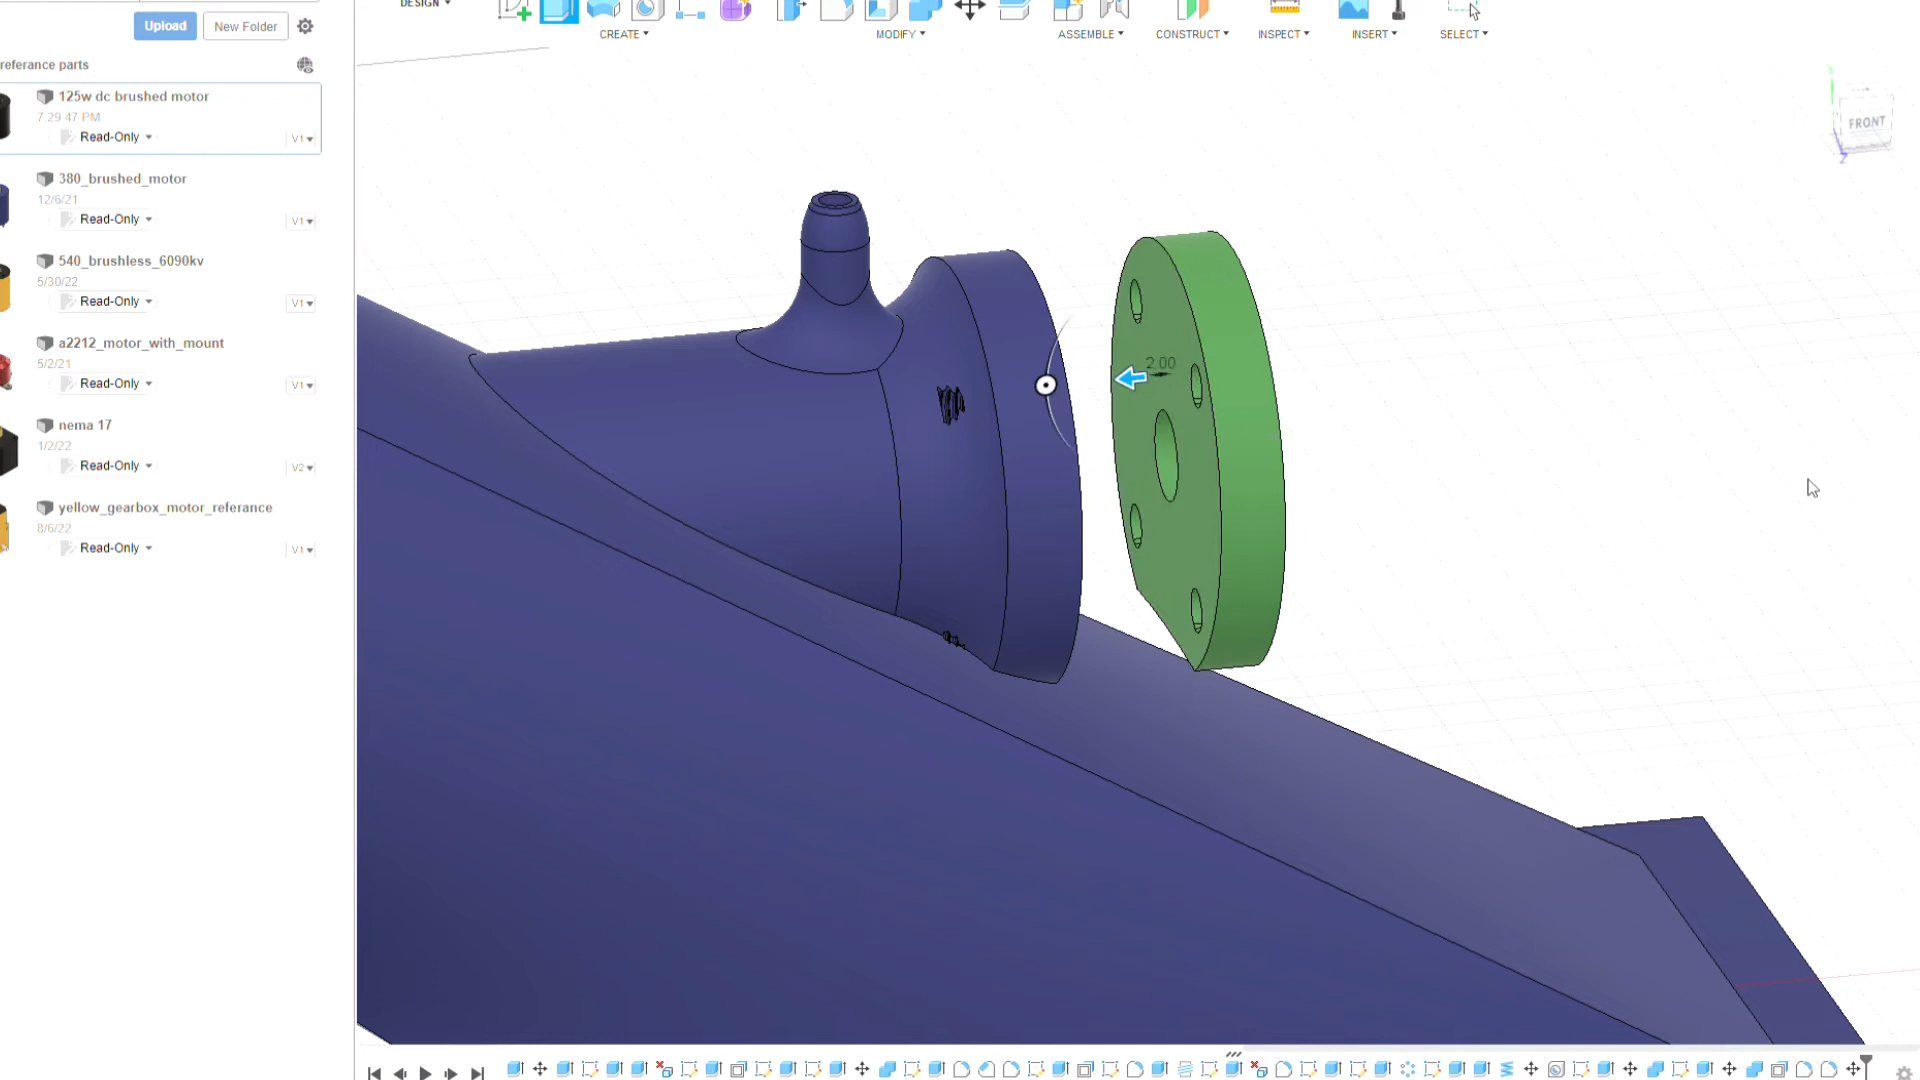 DESIGN
Upload New Folder
CREATE MODIFY ASSEMBLE CONSTRUCT INSPECT INSERT SELECT
referance parts
125w dc brushed motor
7:29:47 PM
Read-Only V1
380_brushed_motor
12/6/21
Read-Only V1
540_brushless_6090kv
5/30/22
Read-Only V1
a2212_motor_with_mount
5/2/21
Read-Only V1
nema 17
1/2/22
Read-Only V2
yellow_gearbox_motor_referance
8/6/22
Read-Only V1
FRONT
Z
2.00